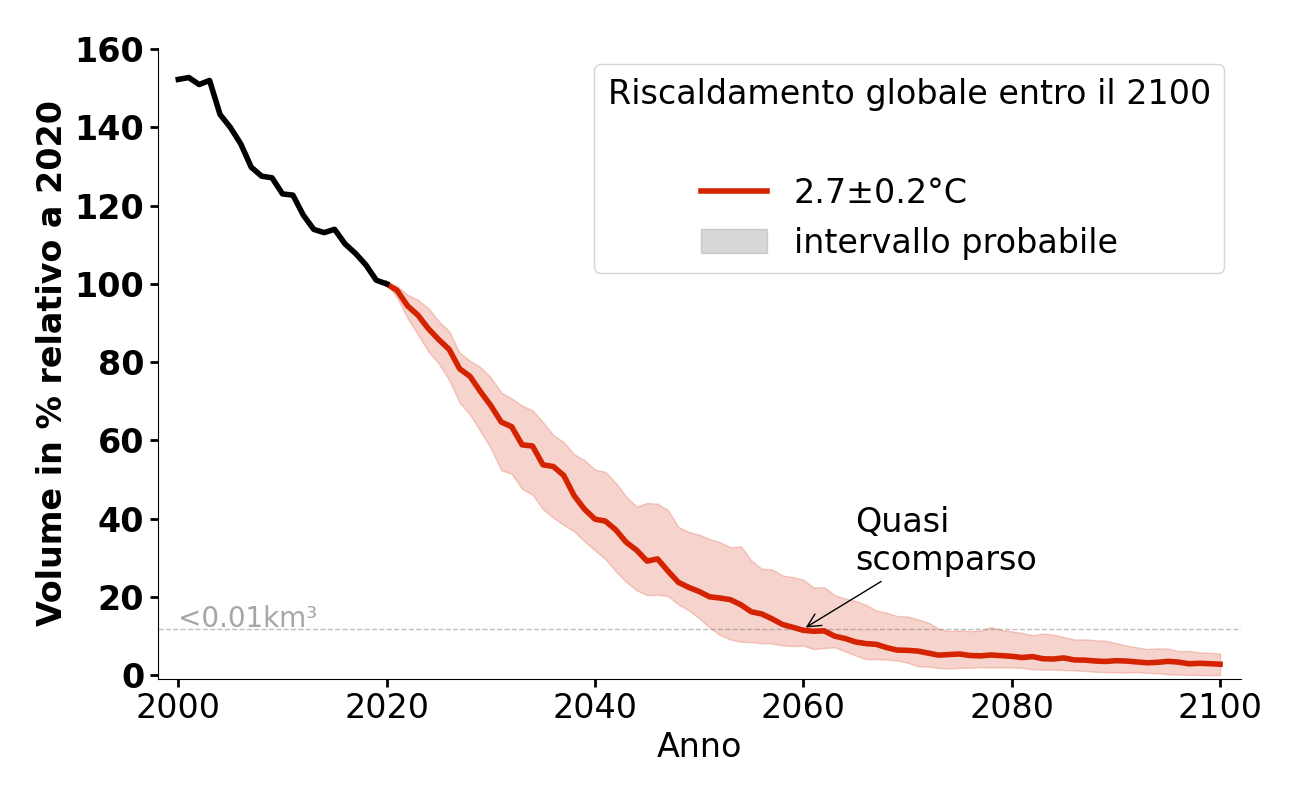 Volume in % relativo a 2020
160
140
120
100
80
60
40
20
0
Riscaldamento globale entro il 2100
2.7±0.2°C
intervallo probabile
Quasi
scomparso
<0.01km³
2000 2020 2040 2060 2080 2100
Anno